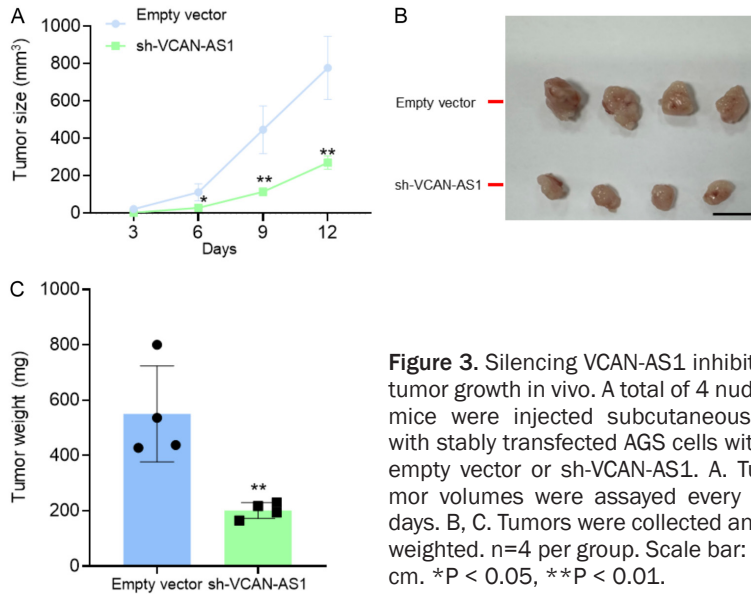 A
Empty vector
sh-VCAN-AS1
Tumor size (mm³)
1000
800
600
400
200
0
*
**
**
3
6
9
12
Days
B
Empty vector
sh-VCAN-AS1
C
Tumor weight (mg)
1000
800
600
400
200
0
**
Empty vector sh-VCAN-AS1
Figure 3. Silencing VCAN-AS1 inhibit
tumor growth in vivo. A total of 4 nud
mice were injected subcutaneous
with stably transfected AGS cells wit
empty vector or sh-VCAN-AS1. A. Tu
mor volumes were assayed every
days. B, C. Tumors were collected an
weighted. n=4 per group. Scale bar:
cm. *P < 0.05, **P < 0.01.